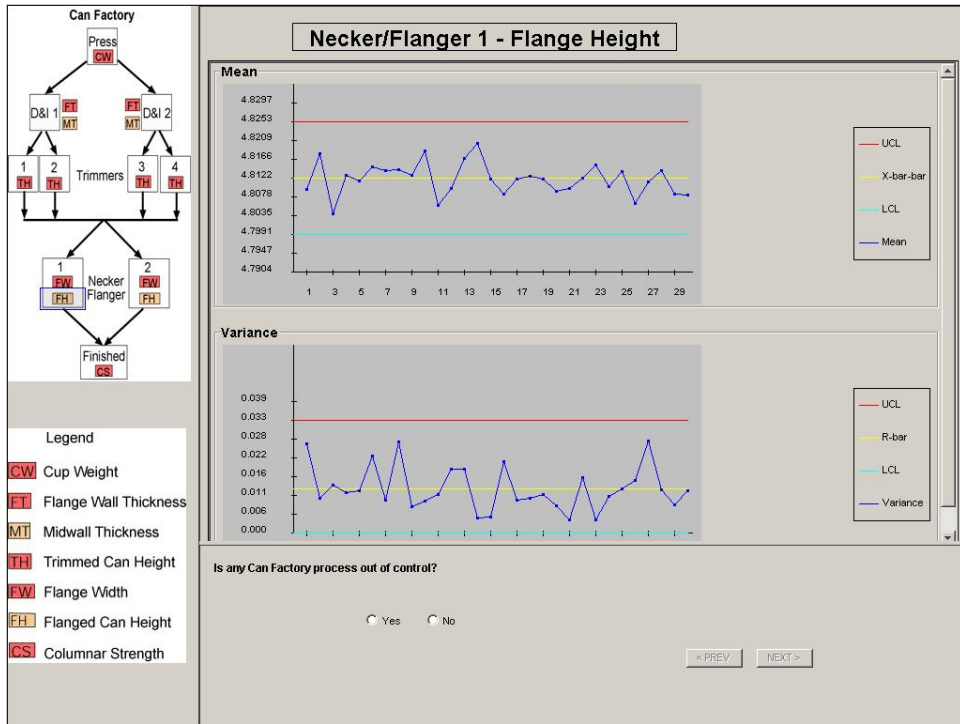 Can Factory
Press
CW
D&I 1
FT
MT
FT
MT
D&I 2
1
TH
2
TH
Trimmers
3
TH
4
TH
1
FW
FH
Necker
Flanger
2
FW
FH
Finished
CS
Legend
CW Cup Weight
FT Flange Wall Thickness
MT Midwall Thickness
TH Trimmed Can Height
FW Flange Width
FH Flanged Can Height
CS Columnar Strength
Necker/Flanger 1 - Flange Height
Mean
4.8297
4.8253
4.8209
4.8166
4.8122
4.8078
4.8035
4.7991
4.7947
4.7904
1 3 5 7 9 11 13 15 17 19 21 23 25 27 29
UCL
X-bar-bar
LCL
Mean
Variance
0.039
0.033
0.028
0.022
0.016
0.011
0.006
0.000
UCL
R-bar
LCL
Variance
Is any Can Factory process out of control?
Yes No
< PREV NEXT >